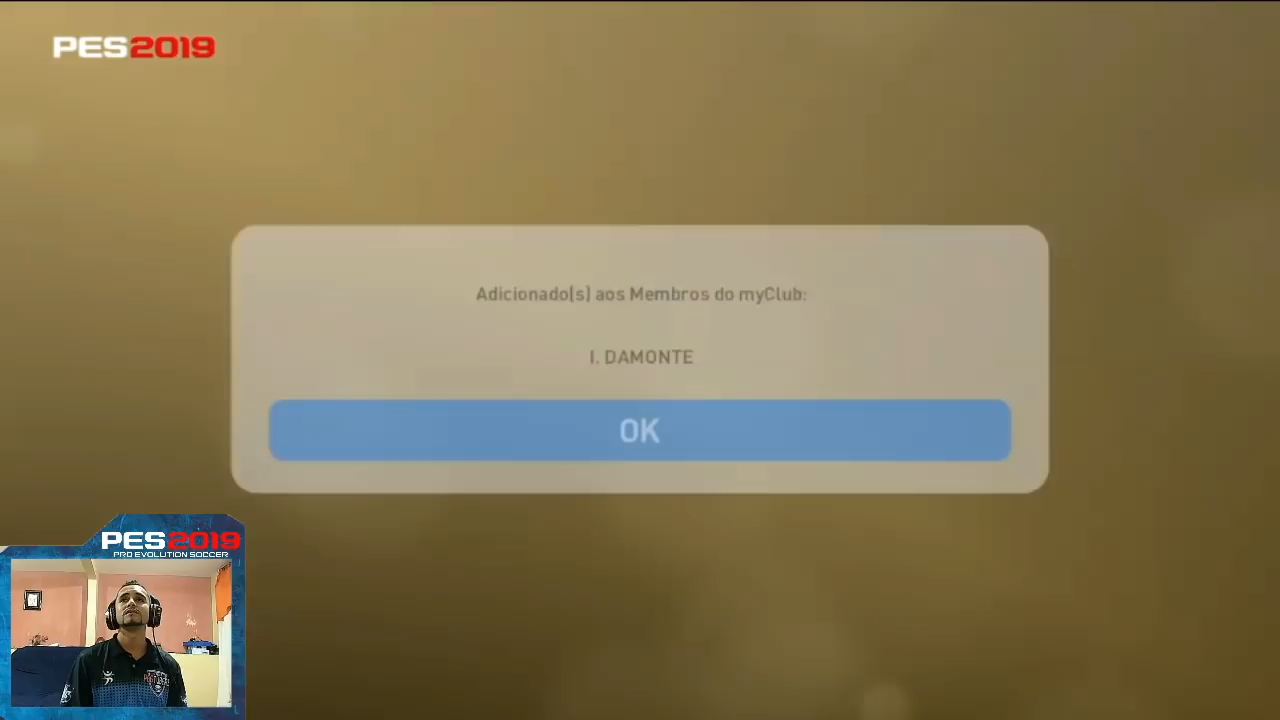 PES2019
Adicionado(s) aos Membros do myClub:
I. DAMONTE
OK
PES2019
PRO EVOLUTION SOCCER